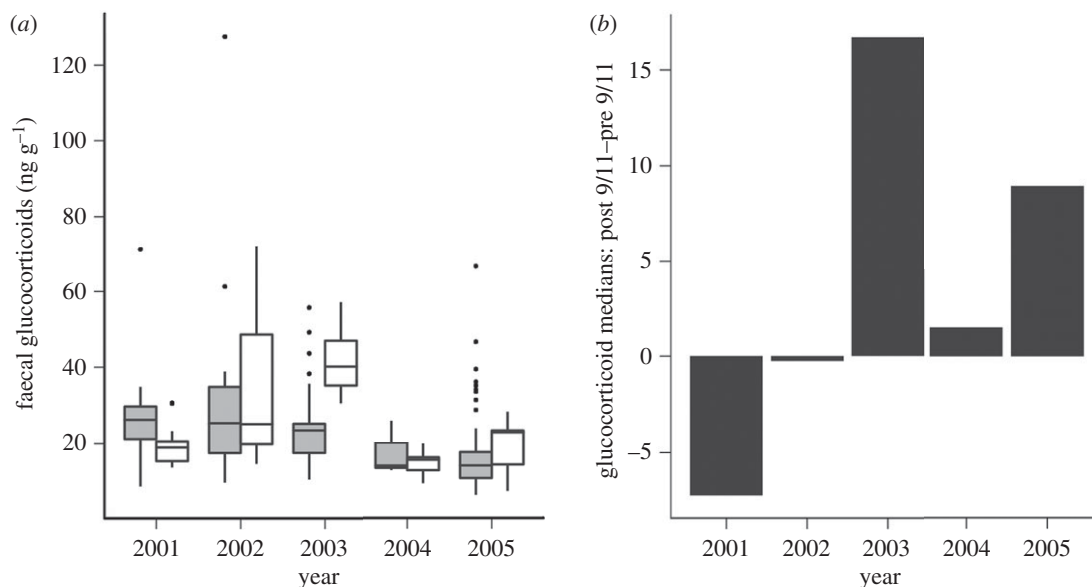 (a)
faecal glucocorticoids (ng g⁻¹)
120
100
80
60
40
20
2001 2002 2003 2004 2005
year
(b)
glucocorticoid medians: post 9/11–pre 9/11
15
10
5
0
−5
2001 2002 2003 2004 2005
year